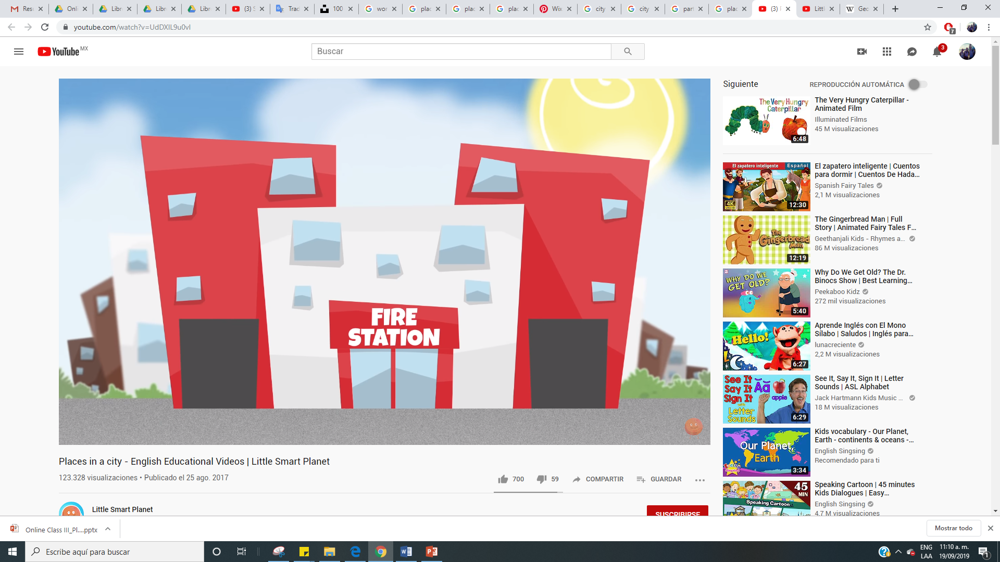 Resu
Onli
Libr
Libr
Libr
(3) S
Trad
100
wor
plac
plac
plac
Wix
city
city
part
plac
(3)
Littl
Geo
youtube.com/watch?v=UdDXIL9u0vI
7
YouTube MX
Buscar
3
FIRE
STATION
Places in a city - English Educational Videos | Little Smart Planet
123.328 visualizaciones • Publicado el 25 ago. 2017
700
59
COMPARTIR
GUARDAR
Little Smart Planet
SUSCRIBIRSE
Siguiente
REPRODUCCIÓN AUTOMÁTICA
The Very Hungry
Caterpillar
6:48
The Very Hungry Caterpillar -
Animated Film
Illuminated Films
45 M visualizaciones
El zapatero inteligente
Español
4K
12:30
El zapatero inteligente | Cuentos
para dormir | Cuentos De Hada...
Spanish Fairy Tales
2,1 M visualizaciones
The
Gingerbread
Man
12:19
The Gingerbread Man | Full
Story | Animated Fairy Tales F...
Geethanjali Kids - Rhymes a...
86 M visualizaciones
WHY DO WE
GET OLD?
5:40
Why Do We Get Old? The Dr.
Binocs Show | Best Learning...
Peekaboo Kidz
272 mil visualizaciones
Hello!
6:27
Aprende Inglés con El Mono
Sílabo | Saludos | Inglés para...
lunacreciente
2,2 M visualizaciones
See It
Say It
Sign It
with
Letter
Sounds
Aă
apple
6:29
See It, Say It, Sign It | Letter
Sounds | ASL Alphabet
Jack Hartmann Kids Music ...
18 M visualizaciones
Our Planet,
Earth
English
Singsing
3:34
Kids vocabulary - Our Planet,
Earth - continents & oceans -...
English Singsing
Recomendado para ti
45
MIN
Speaking Cartoon
Speaking Cartoon | 45 minutes
Kids Dialogues | Easy...
English Singsing
4,7 M visualizaciones
Online Class III_Pl....pptx
Mostrar todo
Escribe aquí para buscar
ENG
LAA
11:10 a. m.
19/09/2019
1